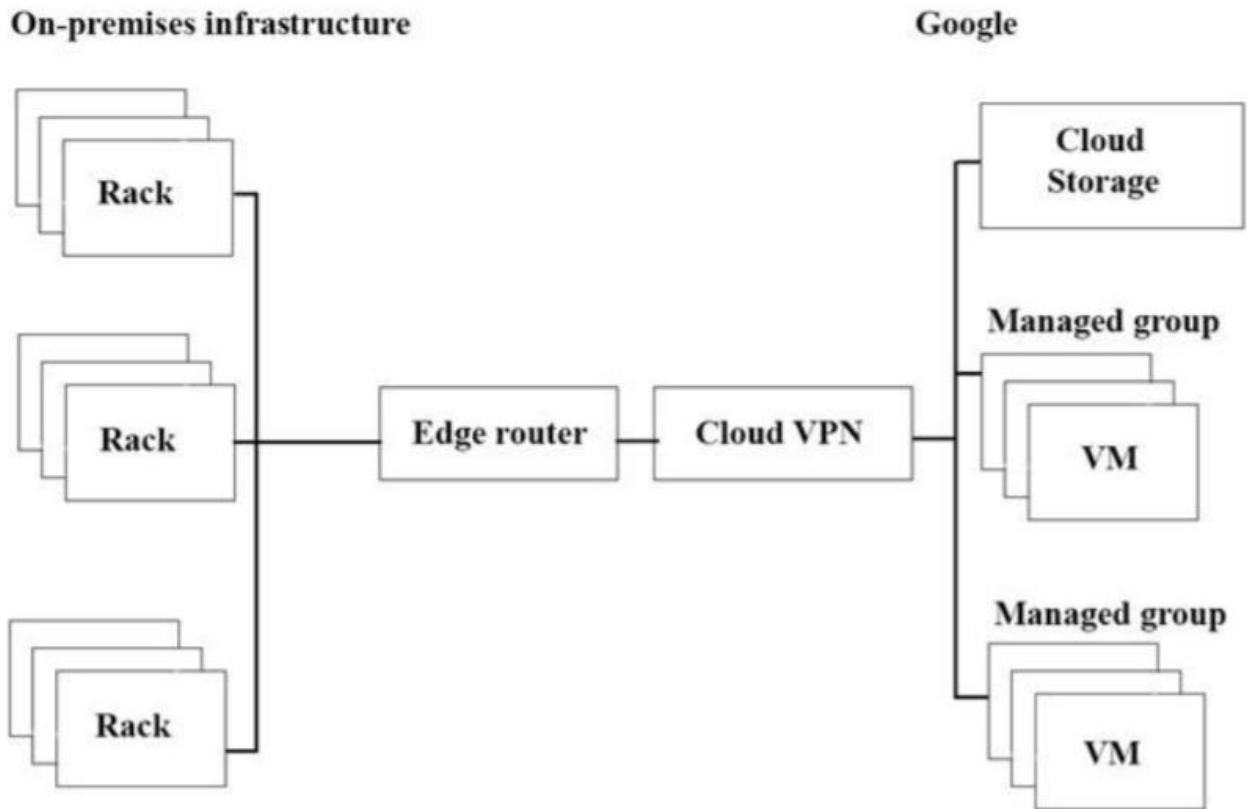 On-premises infrastructure
Google
Rack
Rack
Rack
Edge router
Cloud VPN
Cloud
Storage
Managed group
VM
Managed group
VM